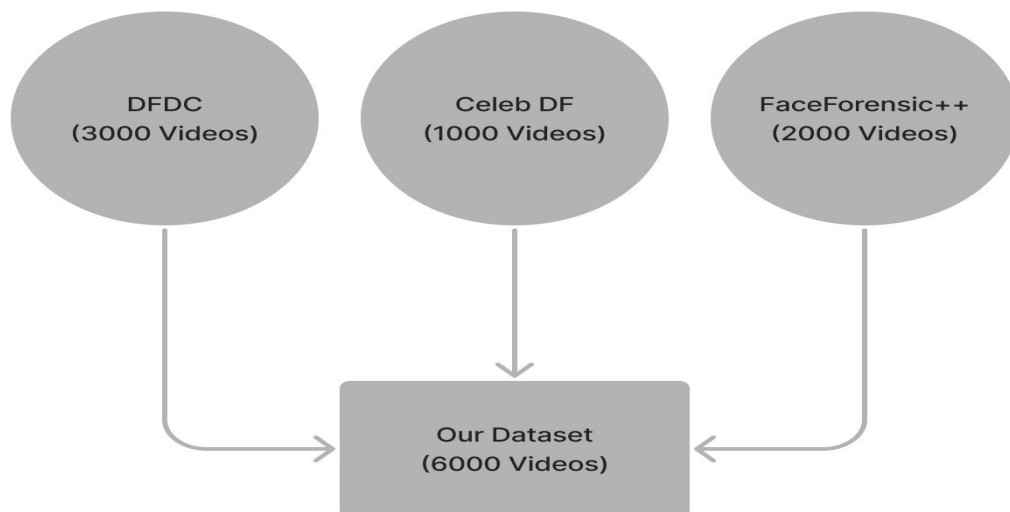 DFDC
(3000 Videos)
Celeb DF
(1000 Videos)
FaceForensic++
(2000 Videos)
Our Dataset
(6000 Videos)